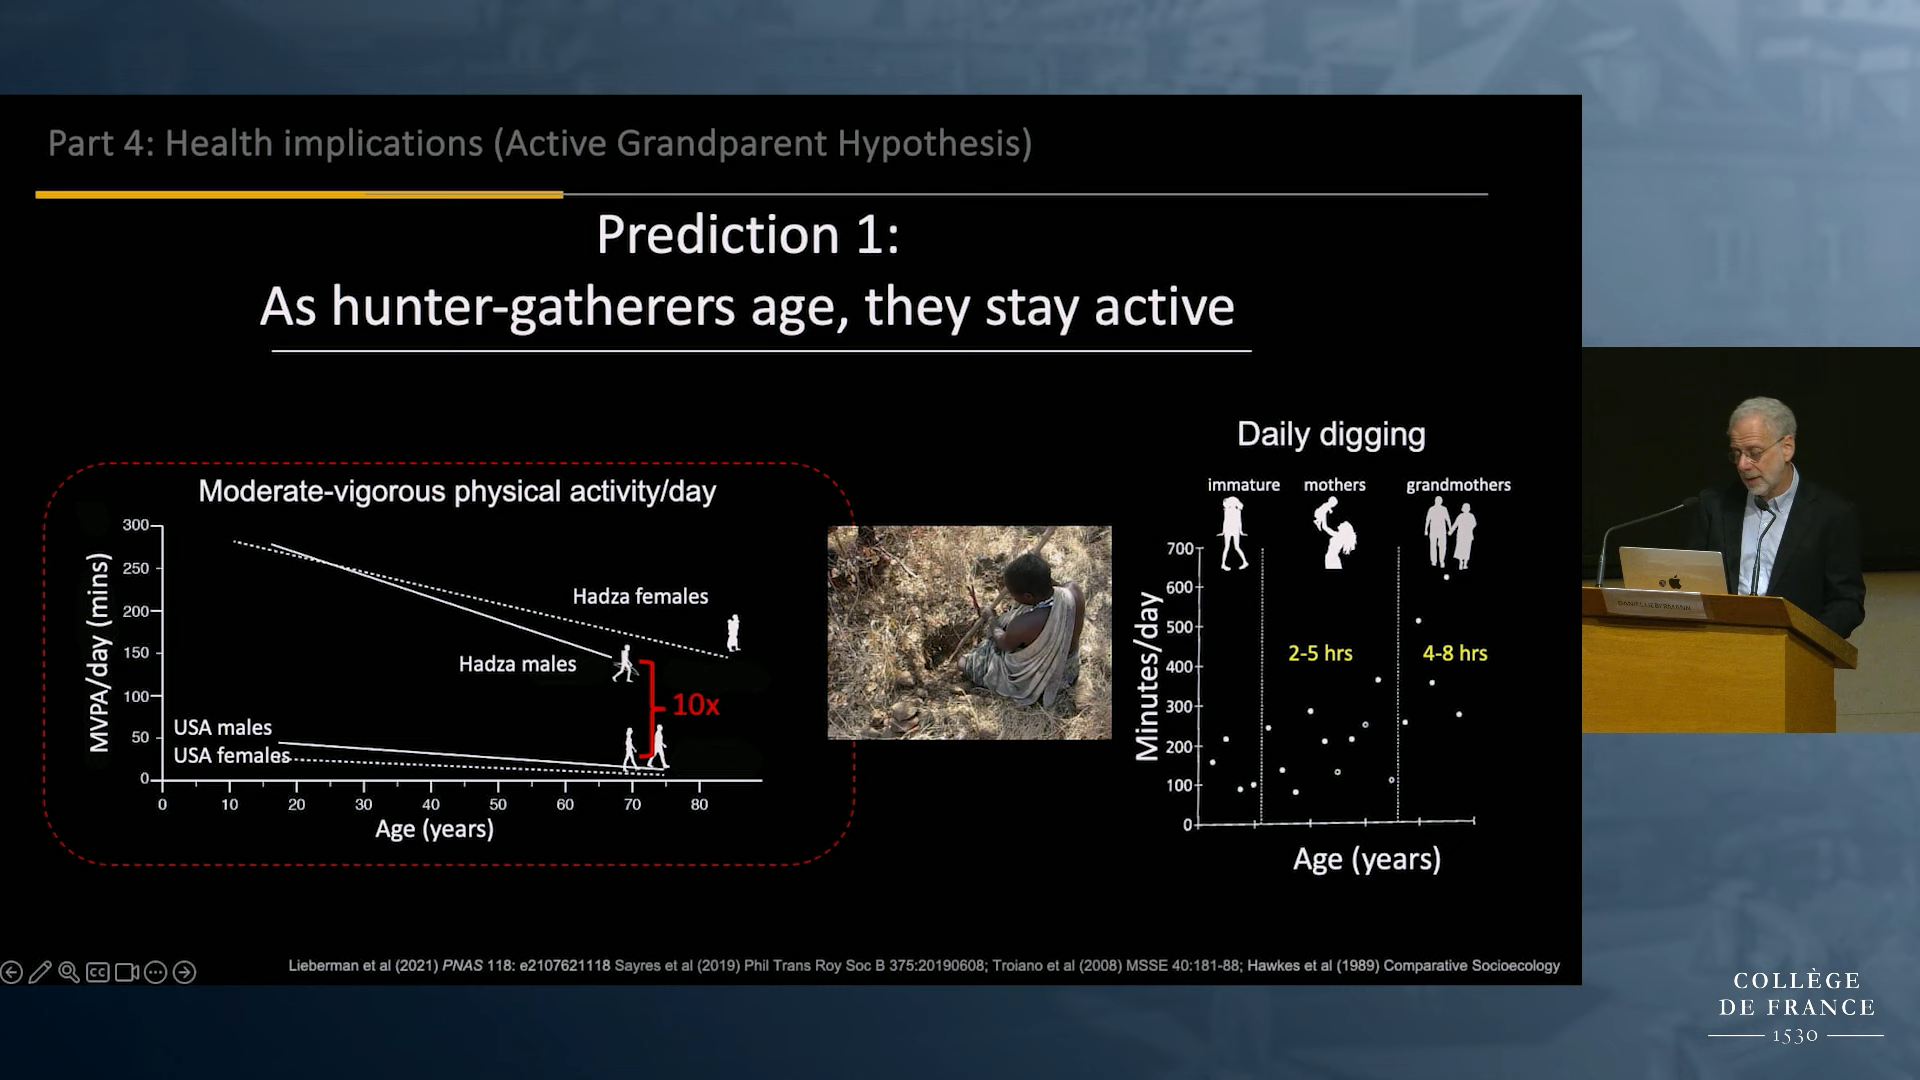 Part 4: Health implications (Active Grandparent Hypothesis)
Prediction 1:
As hunter-gatherers age, they stay active
Moderate-vigorous physical activity/day
MVPA/day (mins)
300
250
200
150
100
50
0
Hadza females
Hadza males
10x
USA males
USA females
0 10 20 30 40 50 60 70 80
Age (years)
Daily digging
immature mothers grandmothers
Minutes/day
700
600
500
400
300
200
100
0
2-5 hrs 4-8 hrs
Age (years)
CC
Lieberman et al (2021) PNAS 118: e2107621118 Sayres et al (2019) Phil Trans Roy Soc B 375:20190608; Troiano et al (2008) MSSE 40:181-88; Hawkes et al (1989) Comparative Socioecology
DANIEL LIEBERMANN
COLLÈGE
DE FRANCE
1530